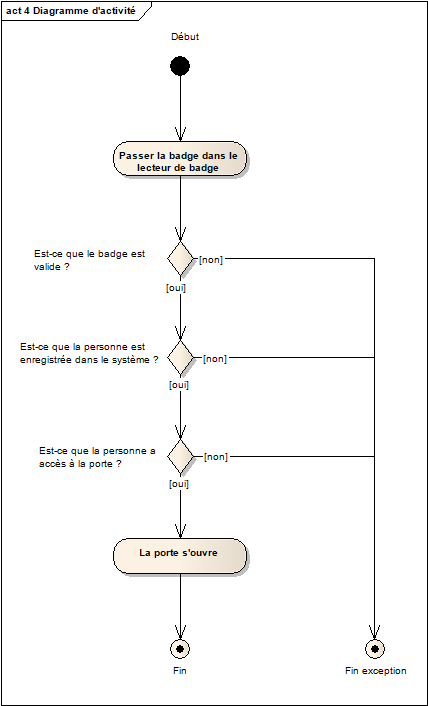 act 4 Diagramme d'activité
Début
Passer la badge dans le
lecteur de badge
Est-ce que le badge est
valide ?
[non]
[oui]
Est-ce que la personne est
enregistrée dans le système ?
[non]
[oui]
Est-ce que la personne a
accès à la porte ?
[non]
[oui]
La porte s'ouvre
Fin
Fin exception